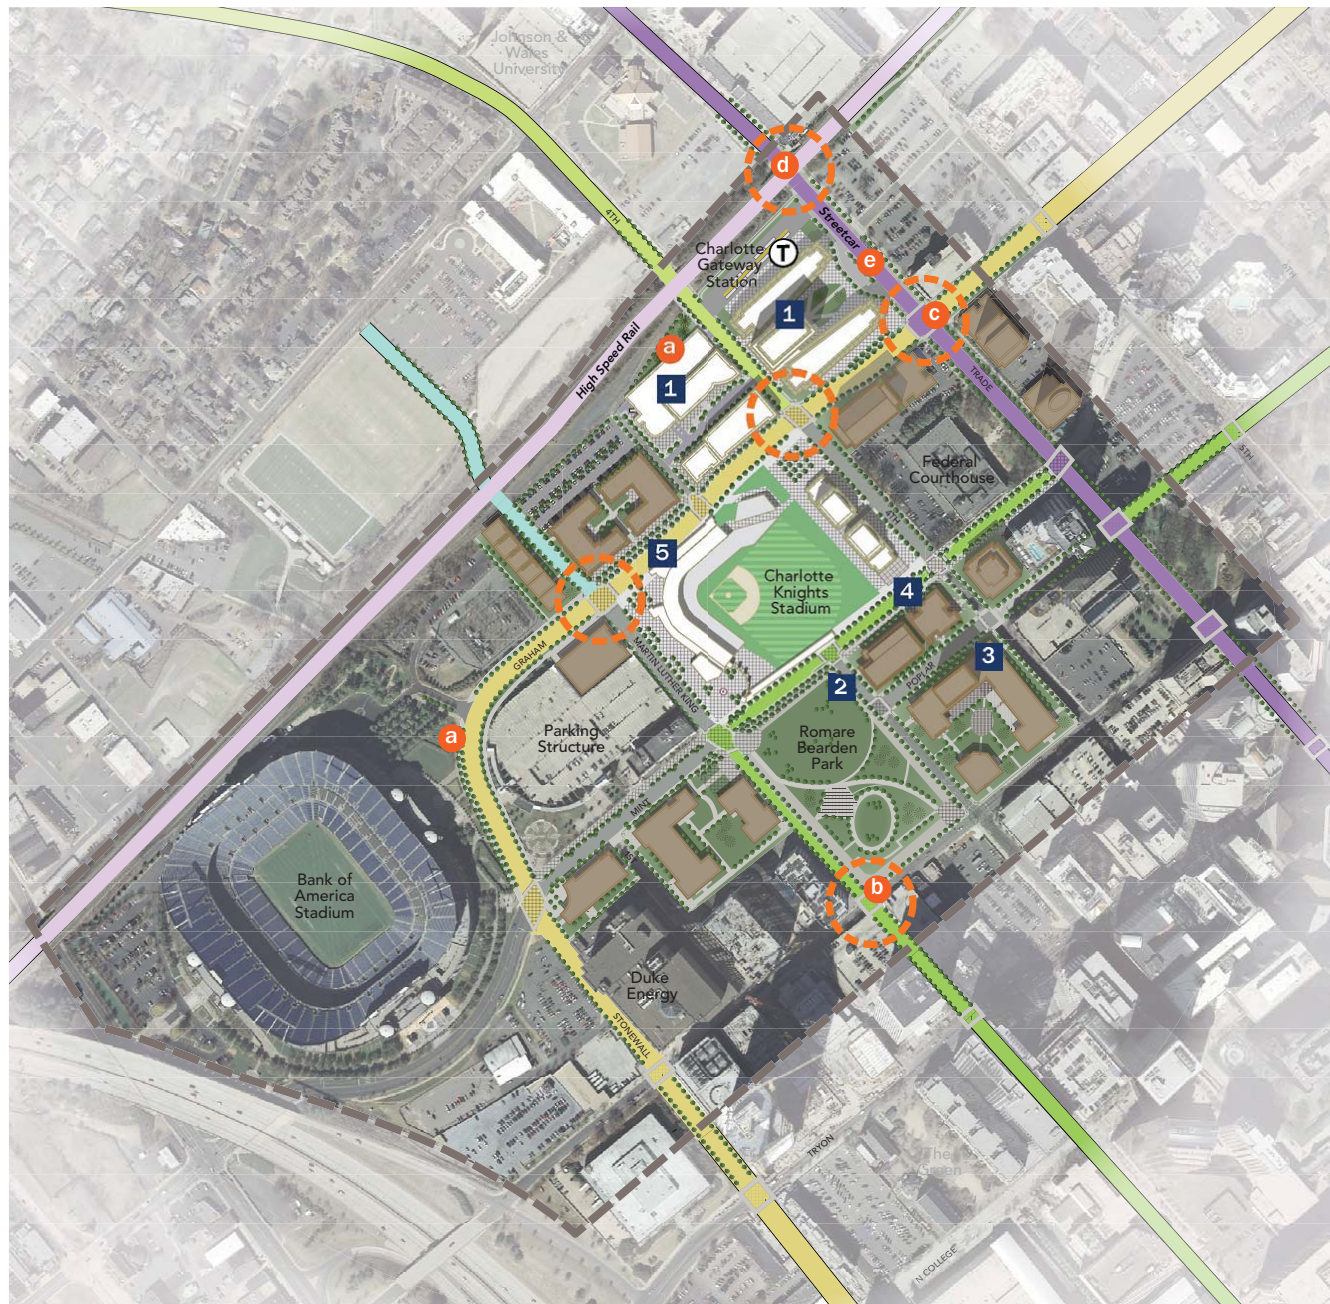 Johnson &
Wales
University
d
4TH
Streetcar
Charlotte
Gateway
Station
T
e
1
c
High Speed Rail
a
1
TRADE
Federal
Courthouse
5TH
5
Charlotte
Knights
Stadium
4
GRAHAM
MARTIN LUTHER KING
3
2
POPLAR
a
Parking
Structure
Romare
Bearden
Park
MINT
Bank of
America
Stadium
b
Duke
Energy
STONEWALL
TRYON
The
Green
N COLLEGE